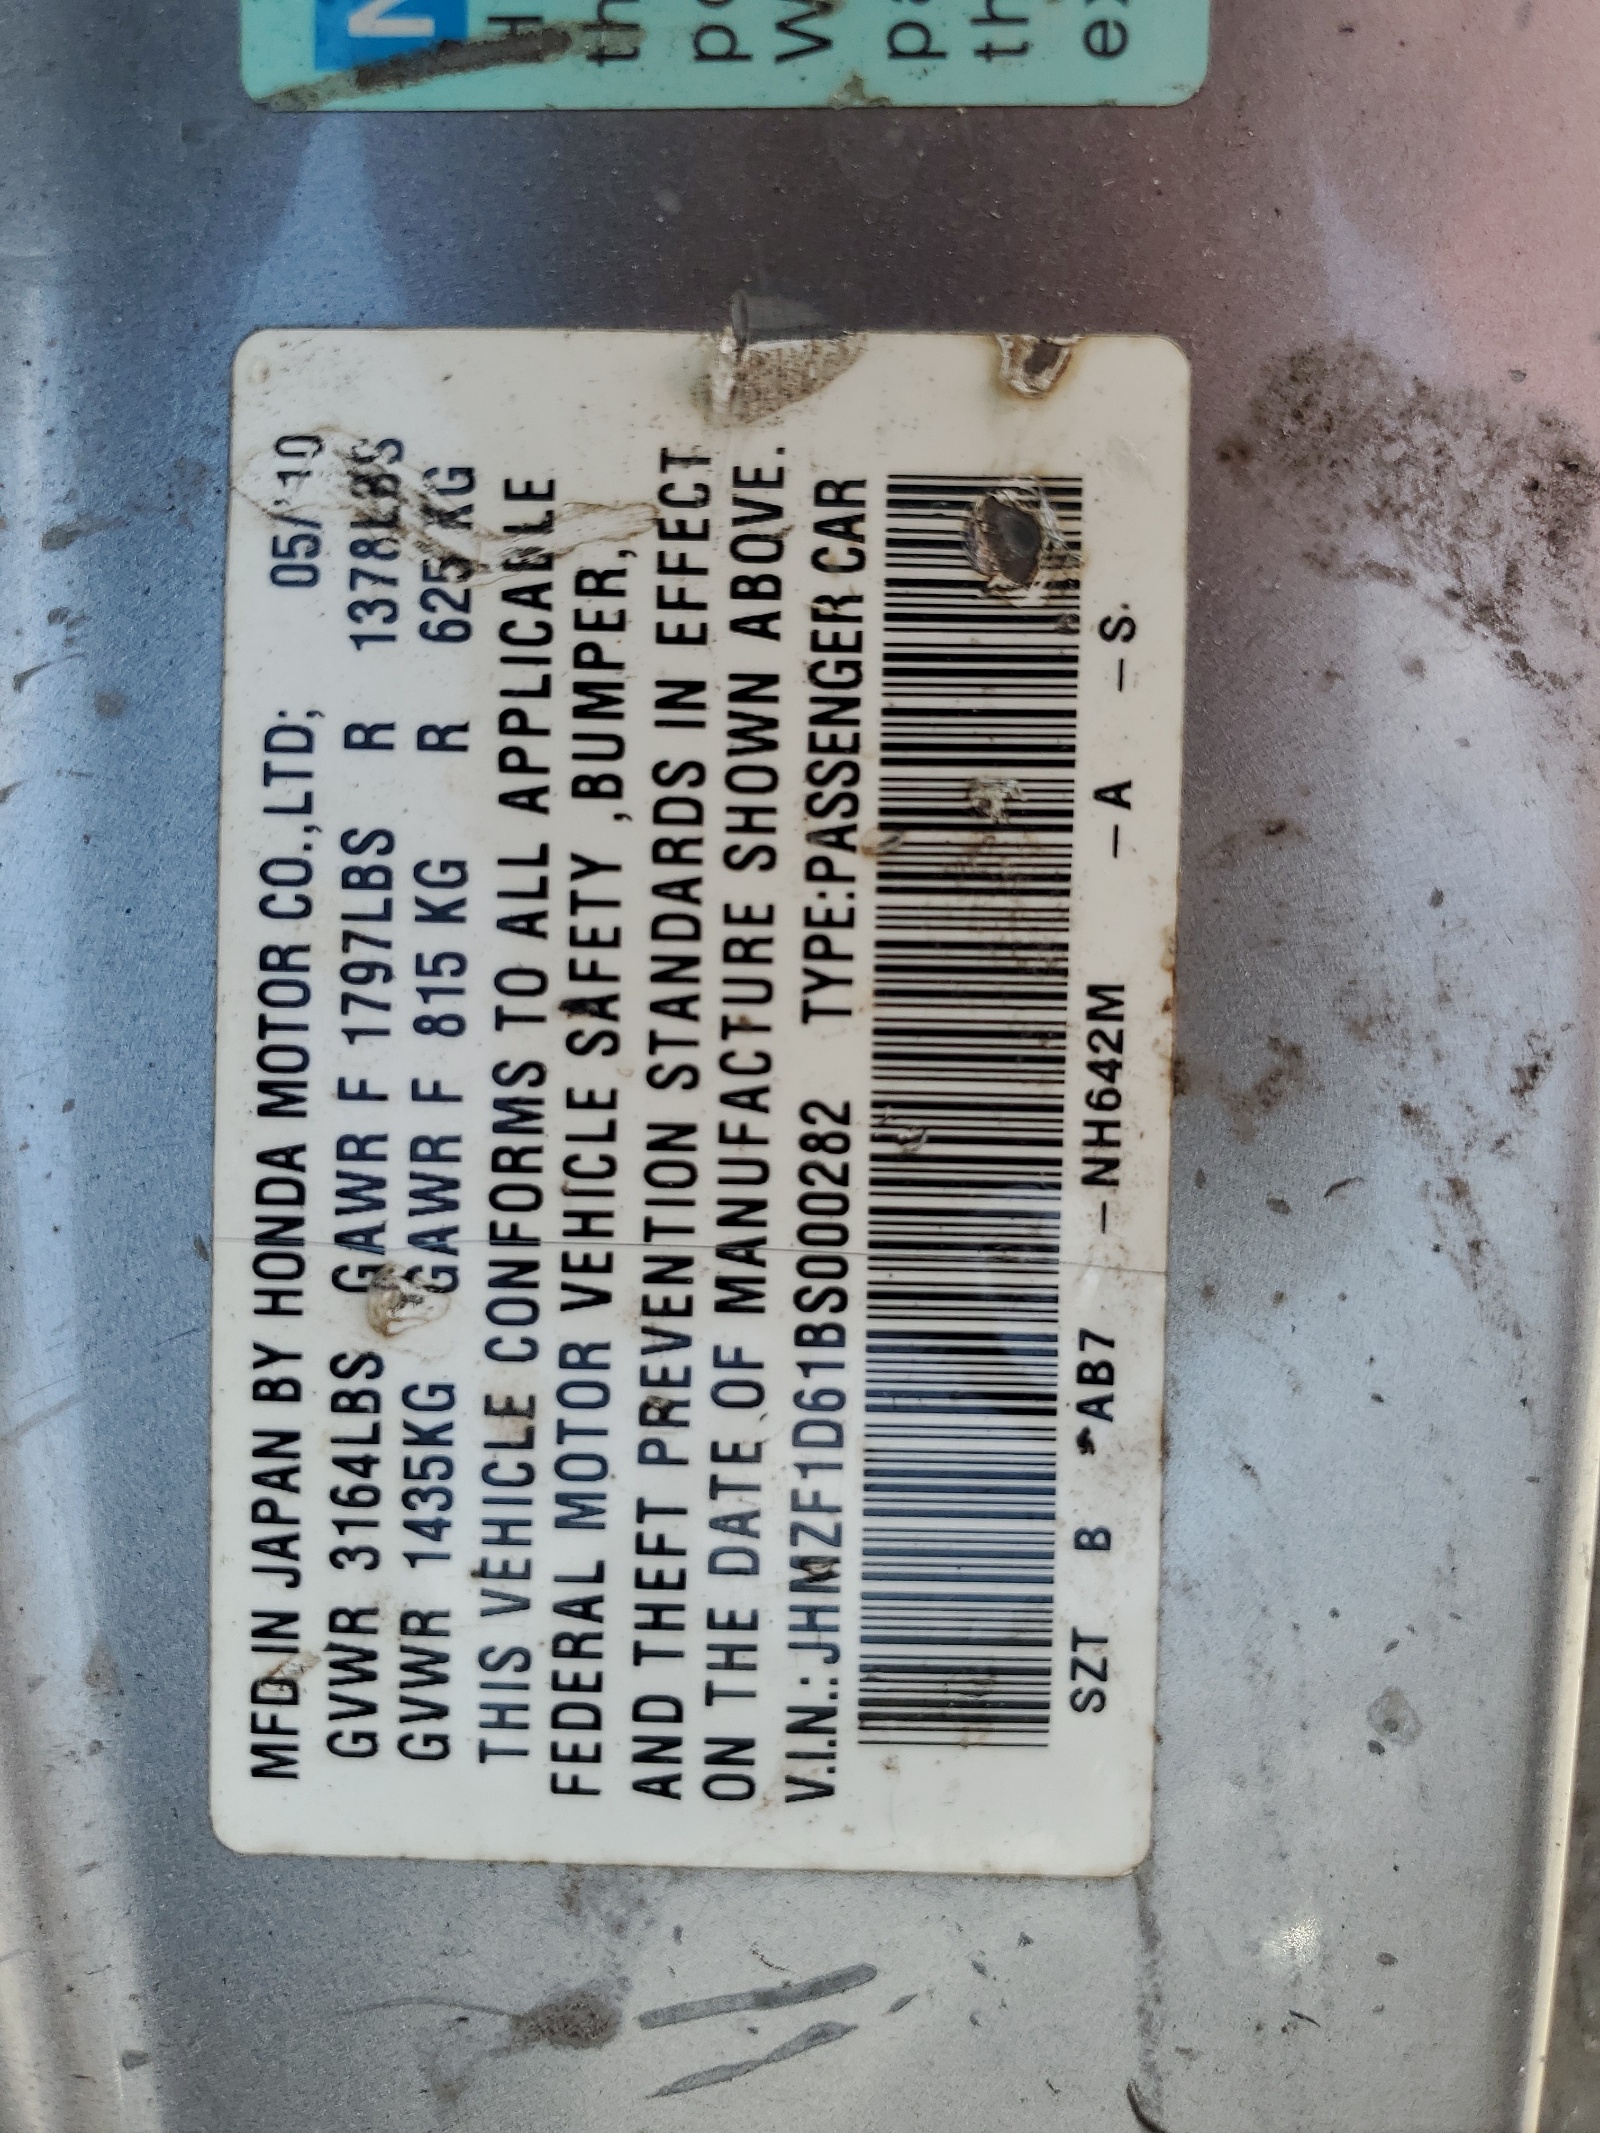 MFD IN JAPAN BY HONDA MOTOR CO.,LTD; 05/'10
GVWR 3164LBS GAWR F 1797LBS R 1378LBS
GVWR 1435KG GAWR F 815 KG R 625 KG
THIS VEHICLE CONFORMS TO ALL APPLICABLE
FEDERAL MOTOR VEHICLE SAFETY ,BUMPER,
AND THEFT PREVENTION STANDARDS IN EFFECT
ON THE DATE OF MANUFACTURE SHOWN ABOVE.
V.I.N.: JHMZF1D61BS000282 TYPE:PASSENGER CAR
SZT B AB7 –NH642M –A –S.